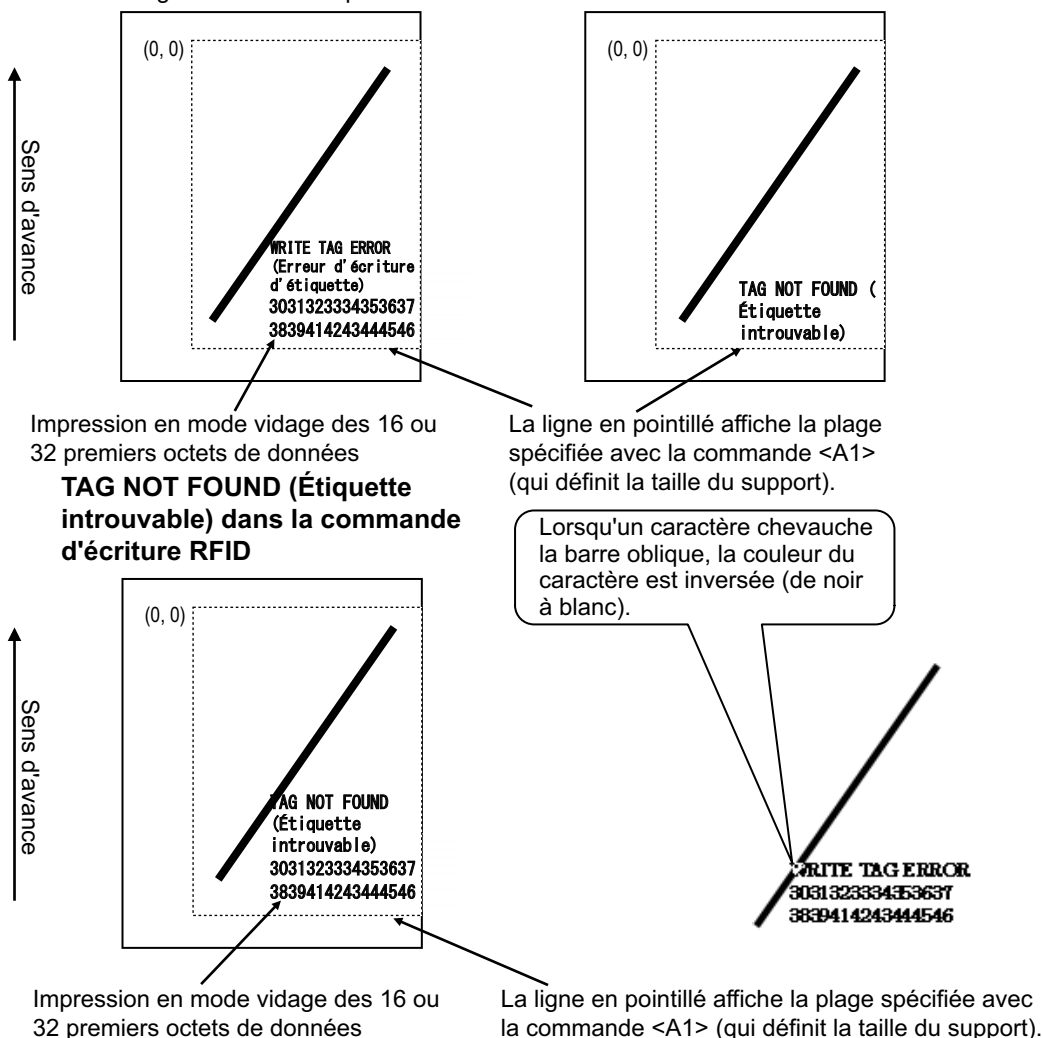 (0, 0)
Sens d'avance
WRITE TAG ERROR
(Erreur d'écriture
d'étiquette)
3031323334353637
3839414243444546
(0, 0)
TAG NOT FOUND (
Étiquette
introuvable)
Impression en mode vidage des 16 ou
32 premiers octets de données
La ligne en pointillé affiche la plage
spécifiée avec la commande <A1>
(qui définit la taille du support).
TAG NOT FOUND (Étiquette
introuvable) dans la commande
d'écriture RFID
Lorsqu'un caractère chevauche
la barre oblique, la couleur du
caractère est inversée (de noir
à blanc).
(0, 0)
Sens d'avance
TAG NOT FOUND
(Étiquette
introuvable)
3031323334353637
3839414243444546
WRITE TAG ERROR
3031323334353637
3839414243444546
Impression en mode vidage des 16 ou
32 premiers octets de données
La ligne en pointillé affiche la plage spécifiée avec
la commande <A1> (qui définit la taille du support).